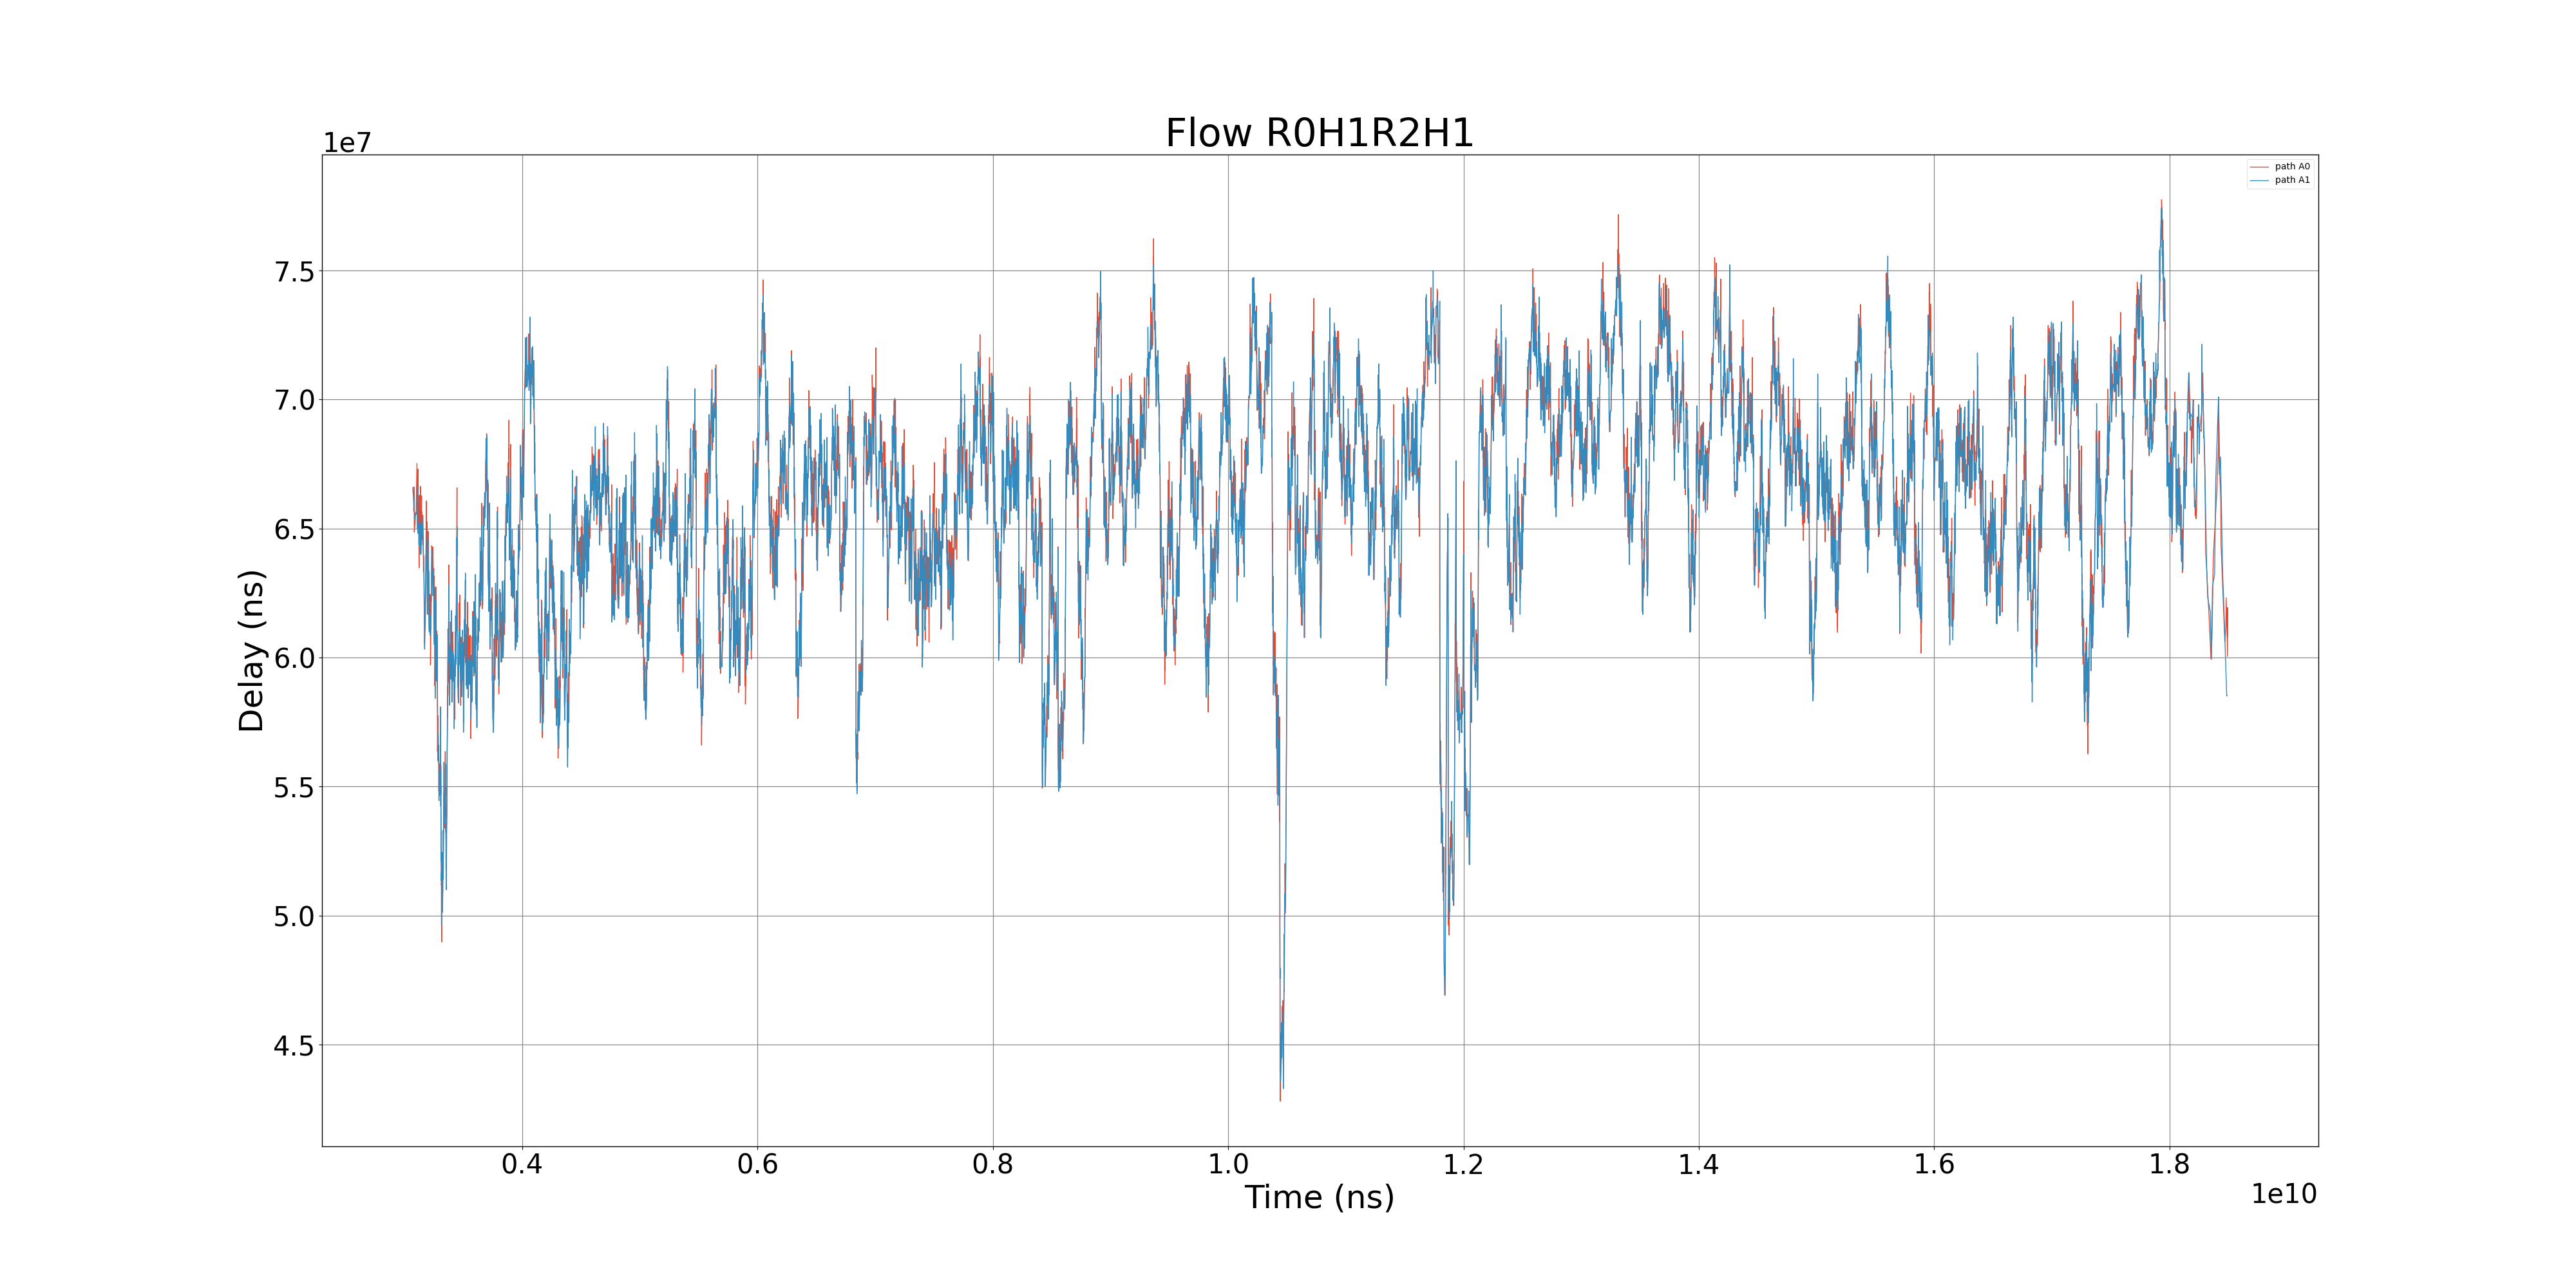 Flow R0H1R2H1
1e7
path A0
path A1
7.5
7.0
6.5
6.0
5.5
5.0
4.5
Delay (ns)
0.4 0.6 0.8 1.0 1.2 1.4 1.6 1.8
Time (ns)
1e10